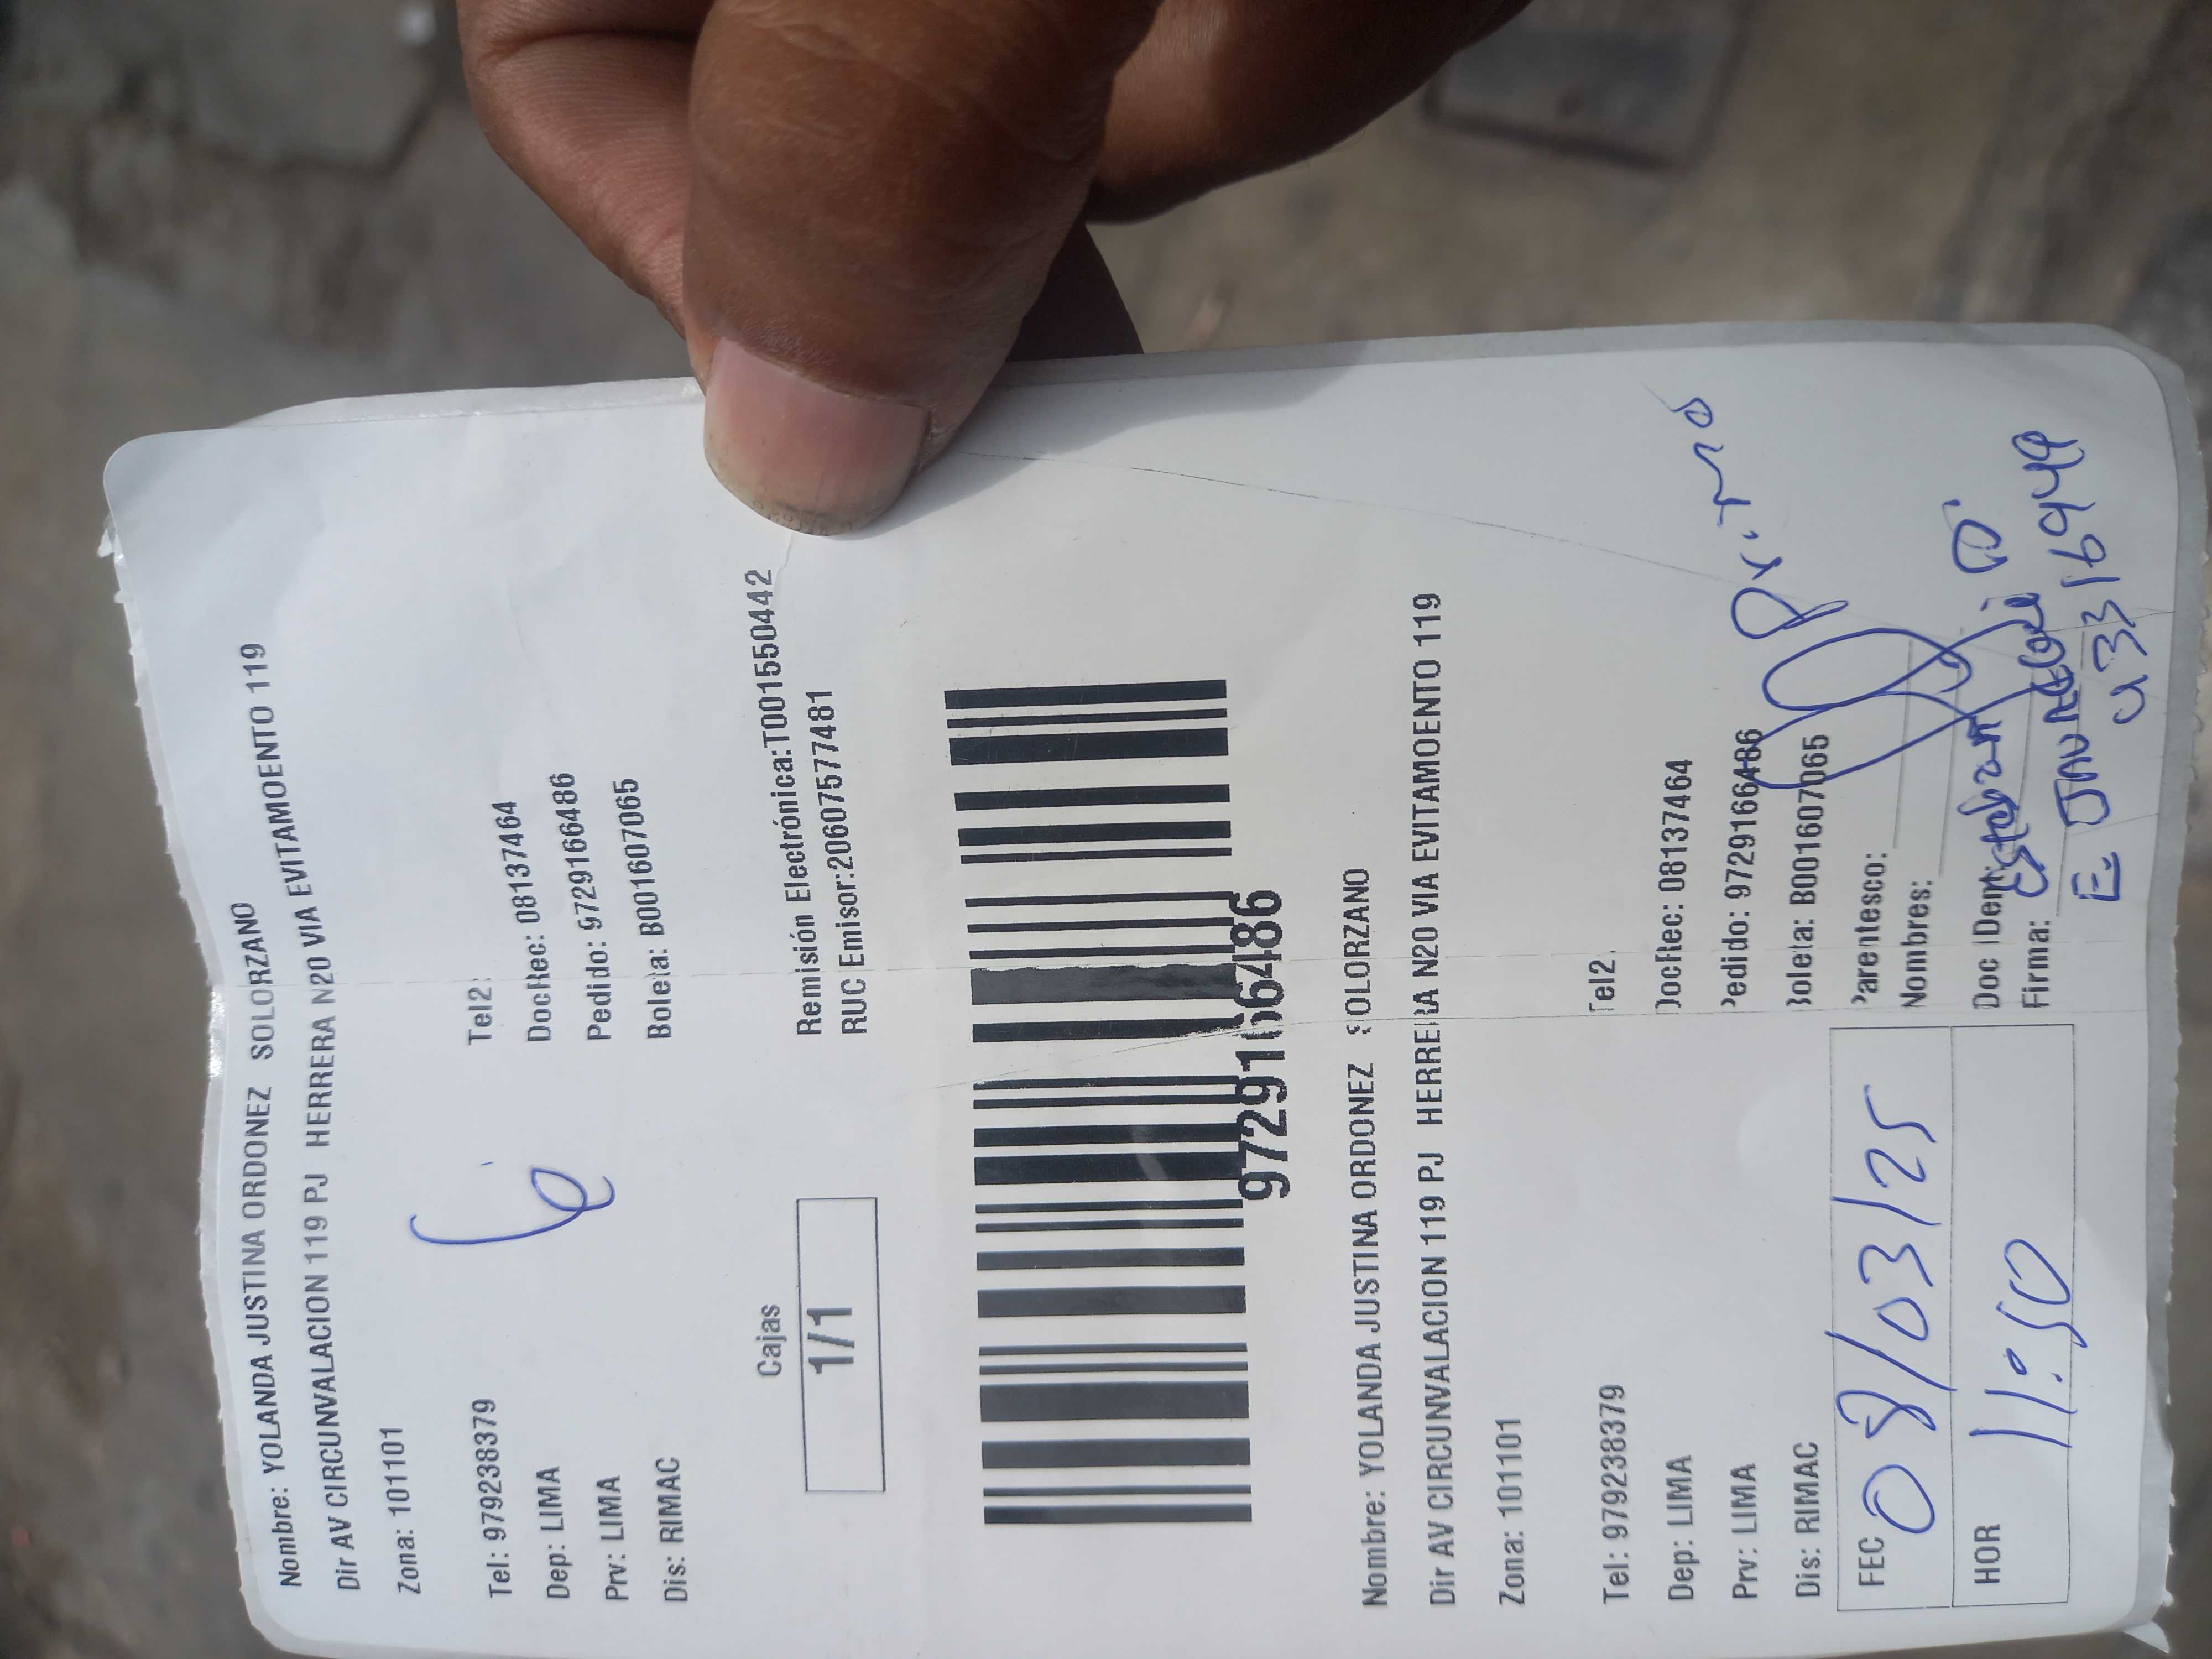 Nombre: YOLANDA JUSTINA ORDONEZ SOLORZANO
Dir AV CIRCUNVALACION 119 PJ HERRERA N20 VIA EVITAMOENTO 119
Zona: 101101
Tel: 979238379 Tel2:
Dep: LIMA DocRec: 08137464
Prv: LIMA Pedido: 9729166486
Dis: RIMAC Boleta: B001607065
Cajas
1/1
Remisión Electrónica:T001550442
RUC Emisor:20607577481
9729166486
Nombre: YOLANDA JUSTINA ORDONEZ SOLORZANO
Dir AV CIRCUNVALACION 119 PJ HERRERA N20 VIA EVITAMOENTO 119
Zona: 101101
Tel: 979238379 Tel2:
Dep: LIMA DocRec: 08137464
Prv: LIMA Pedido: 9729166486
Dis: RIMAC Boleta: B001607065
FEC 08/03/25 Parentesco:
Nombres:
HOR 11:50 Doc IDent:
Firma:
43316949